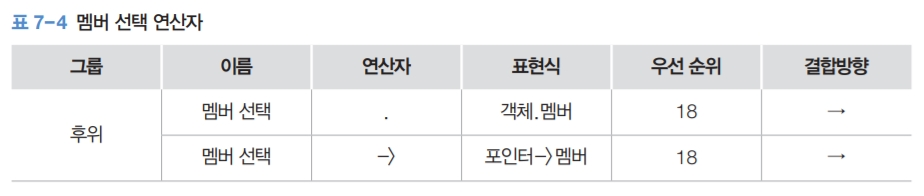 표 7-4 멤버 선택 연산자
그룹 이름 연산자 표현식 우선 순위 결합방향
후위 멤버 선택 . 객체.멤버 18 →
멤버 선택 -> 포인터->멤버 18 →